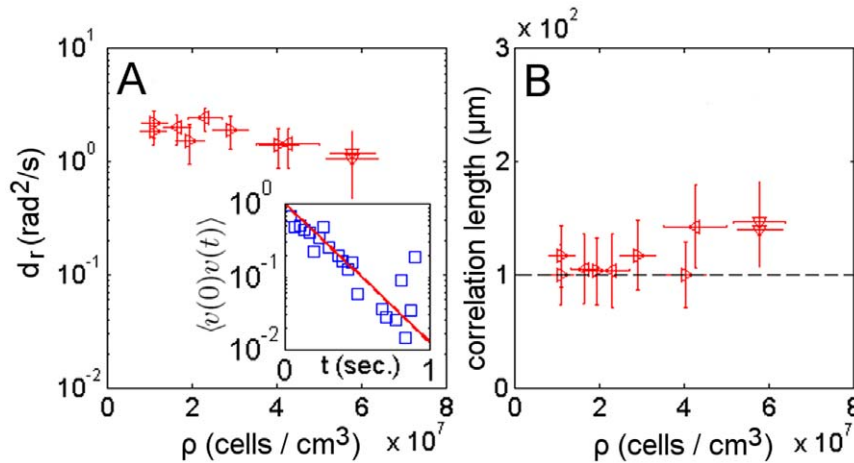 A
10^1
10^0
10^-1
10^-2
d_r (rad^2/s)
0 2 4 6 8
ρ (cells / cm^3) × 10^7
10^0
10^-1
10^-2
⟨v(0)v(t)⟩
0 t (sec.) 1
× 10^2
B
3
2
1
0
correlation length (μm)
0 2 4 6 8
ρ (cells / cm^3) × 10^7